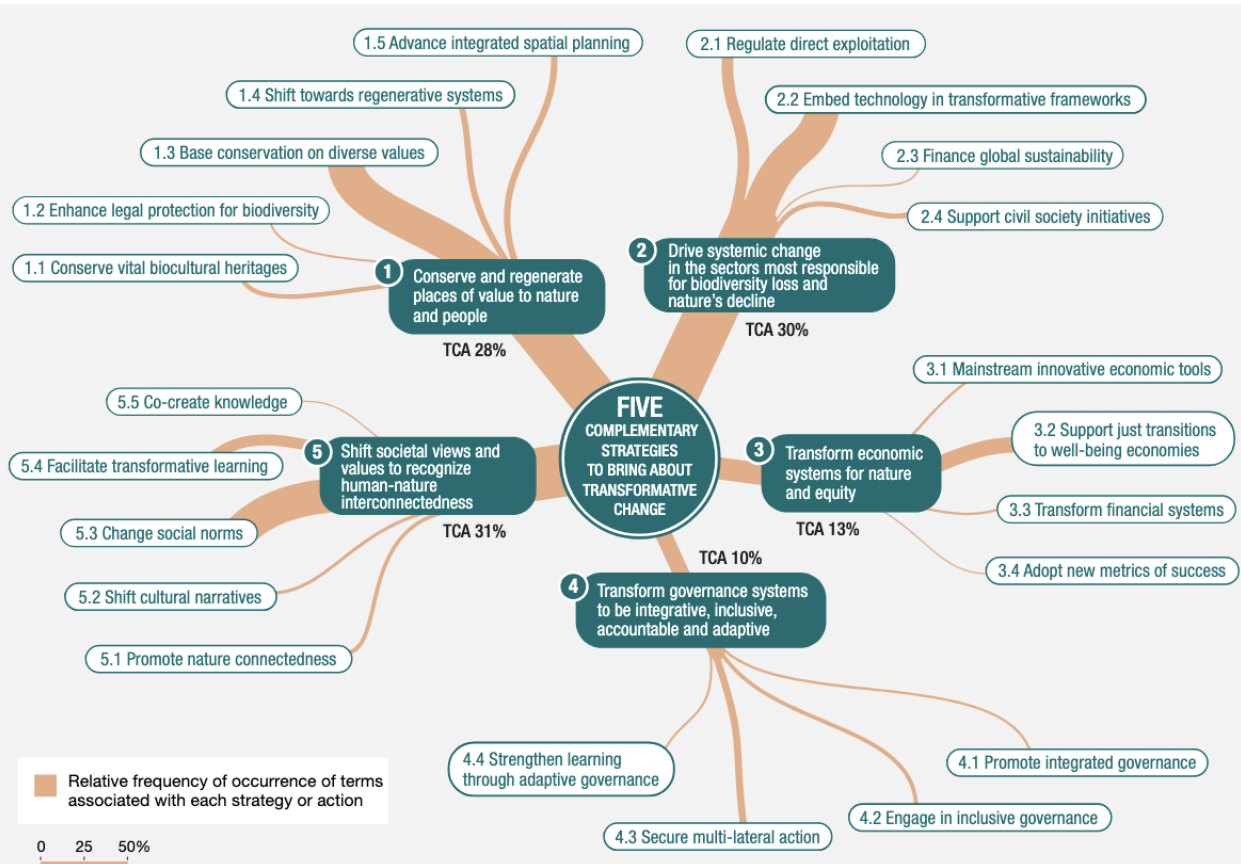 FIVE
COMPLEMENTARY
STRATEGIES
TO BRING ABOUT
TRANSFORMATIVE
CHANGE
1
Conserve and regenerate
places of value to nature
and people
TCA 28%
1.1 Conserve vital biocultural heritages
1.2 Enhance legal protection for biodiversity
1.3 Base conservation on diverse values
1.4 Shift towards regenerative systems
1.5 Advance integrated spatial planning
2
Drive systemic change
in the sectors most responsible
for biodiversity loss and
nature's decline
TCA 30%
2.1 Regulate direct exploitation
2.2 Embed technology in transformative frameworks
2.3 Finance global sustainability
2.4 Support civil society initiatives
3
Transform economic
systems for nature
and equity
TCA 13%
3.1 Mainstream innovative economic tools
3.2 Support just transitions
to well-being economies
3.3 Transform financial systems
3.4 Adopt new metrics of success
TCA 10%
4
Transform governance systems
to be integrative, inclusive,
accountable and adaptive
4.1 Promote integrated governance
4.2 Engage in inclusive governance
4.3 Secure multi-lateral action
4.4 Strengthen learning
through adaptive governance
5
Shift societal views and
values to recognize
human-nature
interconnectedness
TCA 31%
5.5 Co-create knowledge
5.4 Facilitate transformative learning
5.3 Change social norms
5.2 Shift cultural narratives
5.1 Promote nature connectedness
Relative frequency of occurrence of terms
associated with each strategy or action
0 25 50%